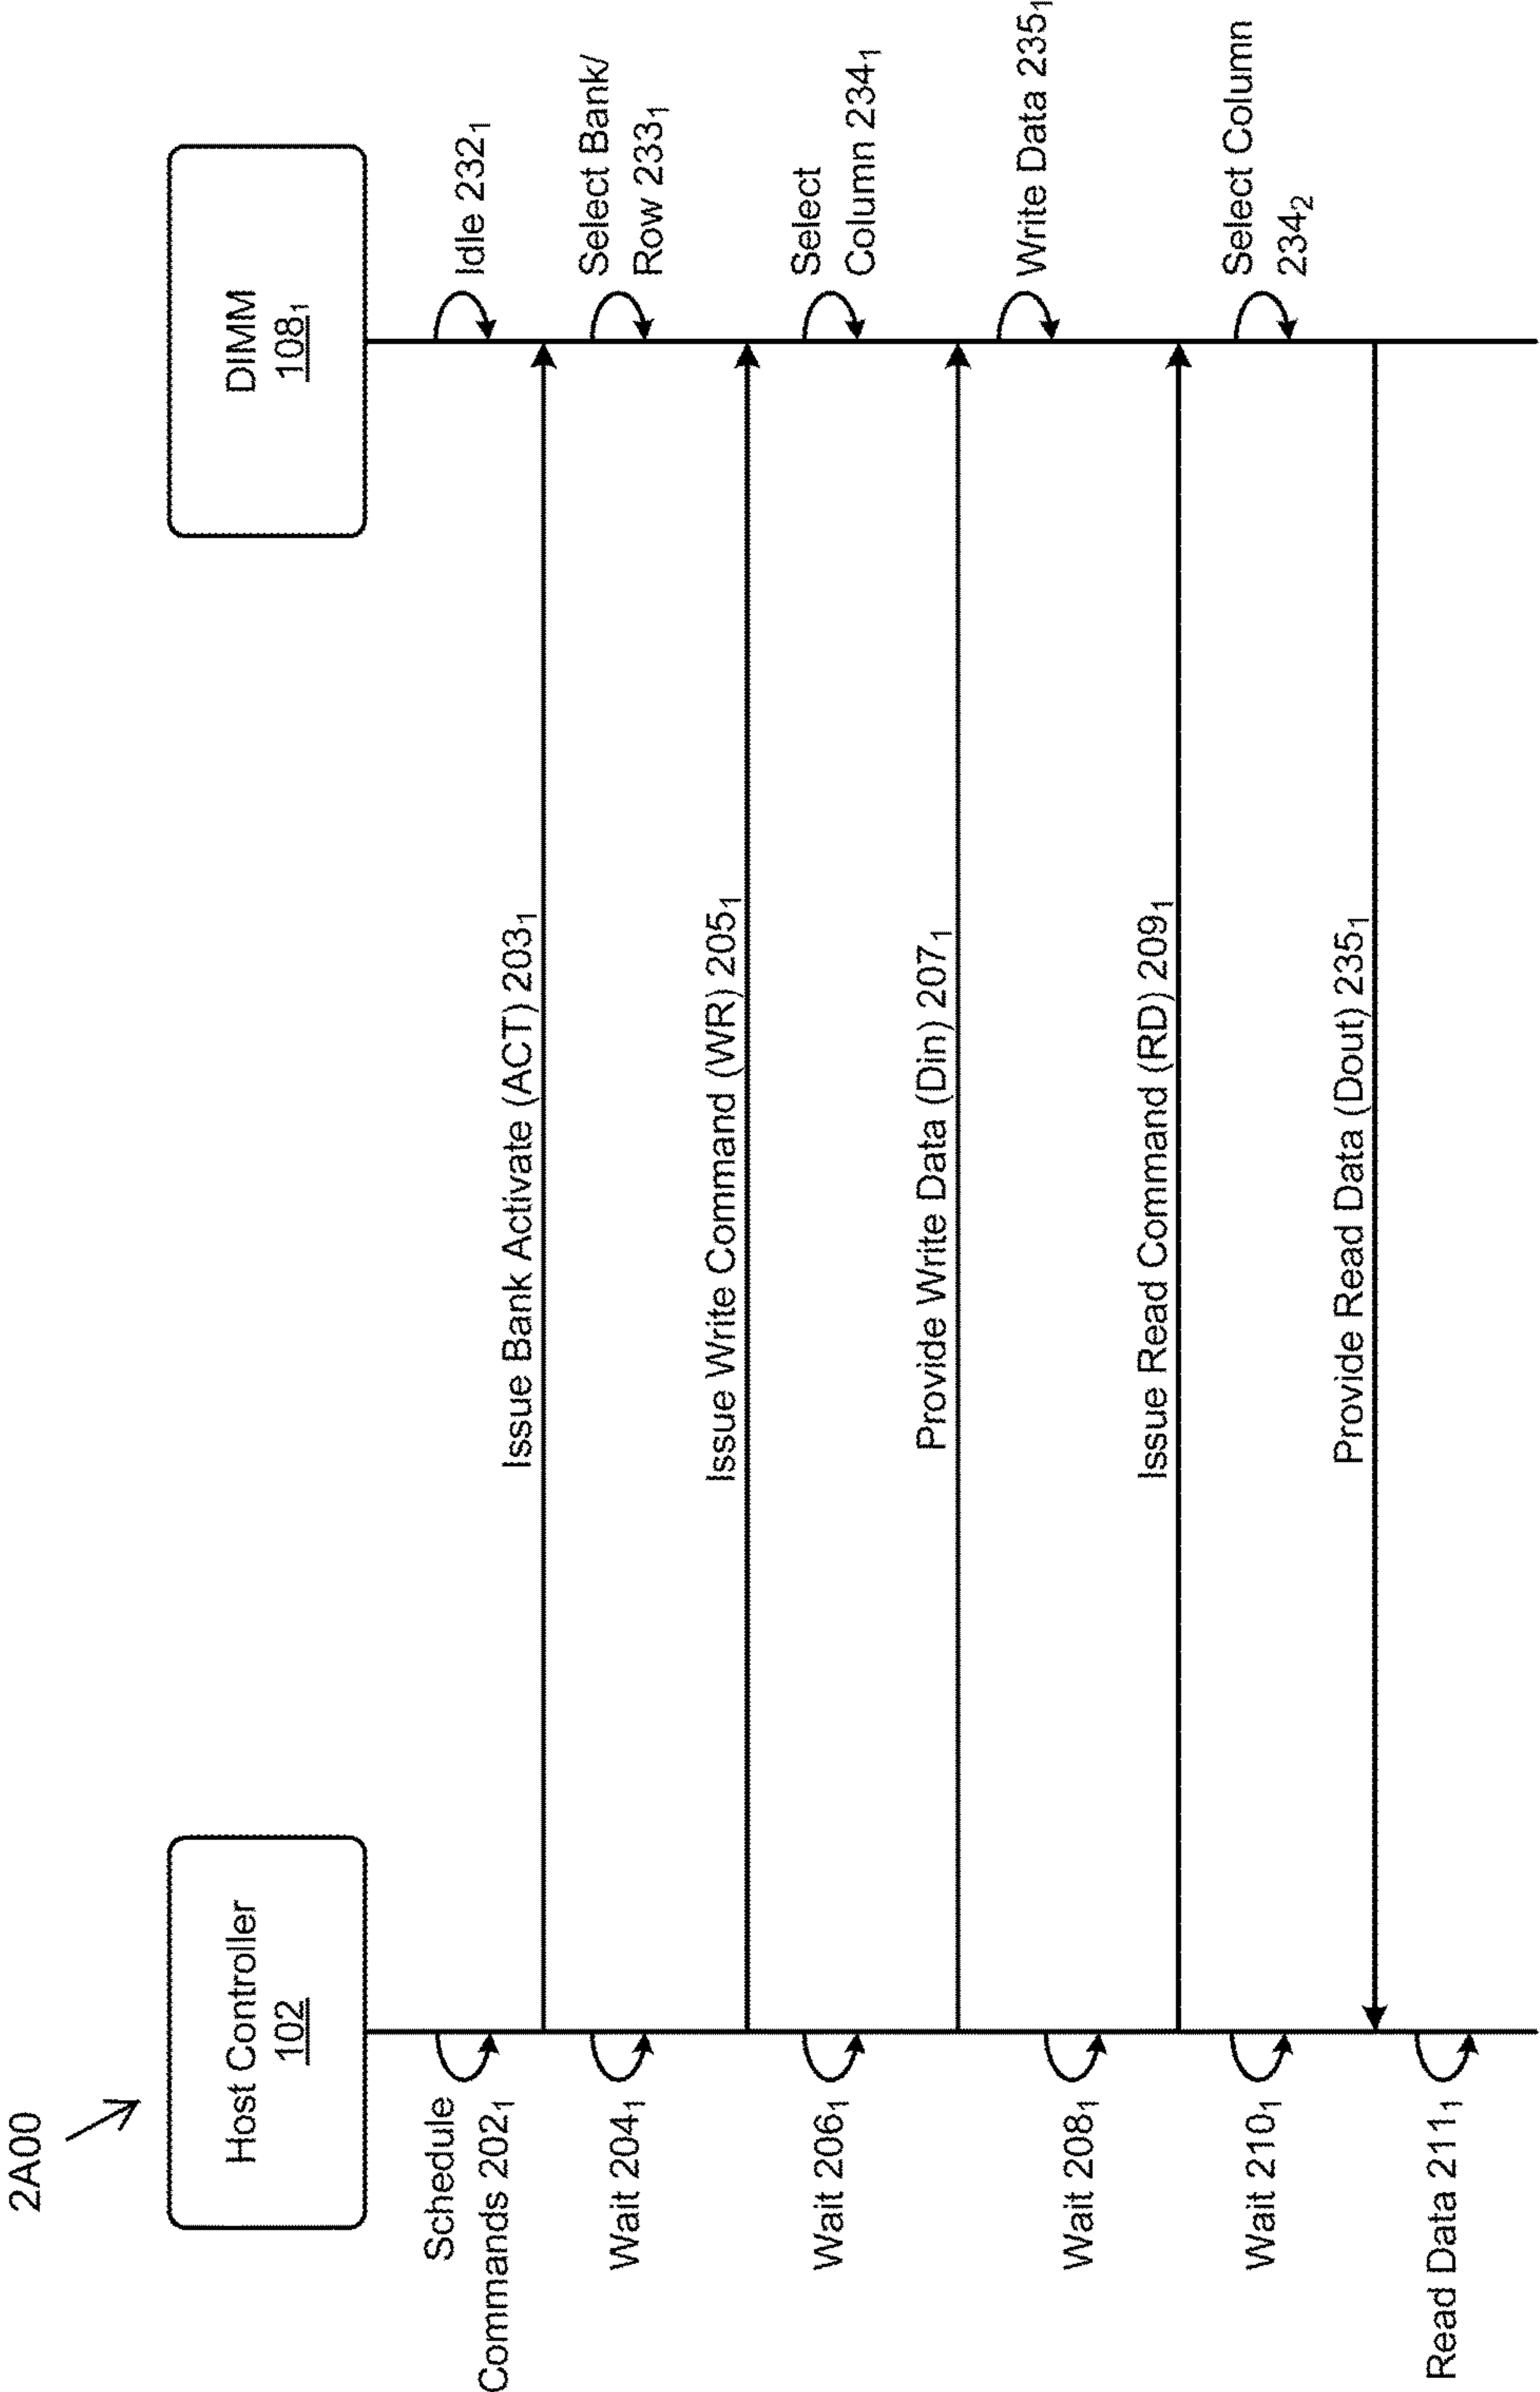 2A00
Host Controller
102
DIMM
108₁
Schedule
Commands 202₁
Idle 232₁
Issue Bank Activate (ACT) 203₁
Wait 204₁
Select Bank/
Row 233₁
Issue Write Command (WR) 205₁
Wait 206₁
Select
Column 234₁
Provide Write Data (Din) 207₁
Write Data 235₁
Wait 208₁
Issue Read Command (RD) 209₁
Wait 210₁
Select Column
234₂
Provide Read Data (Dout) 235₁
Read Data 211₁